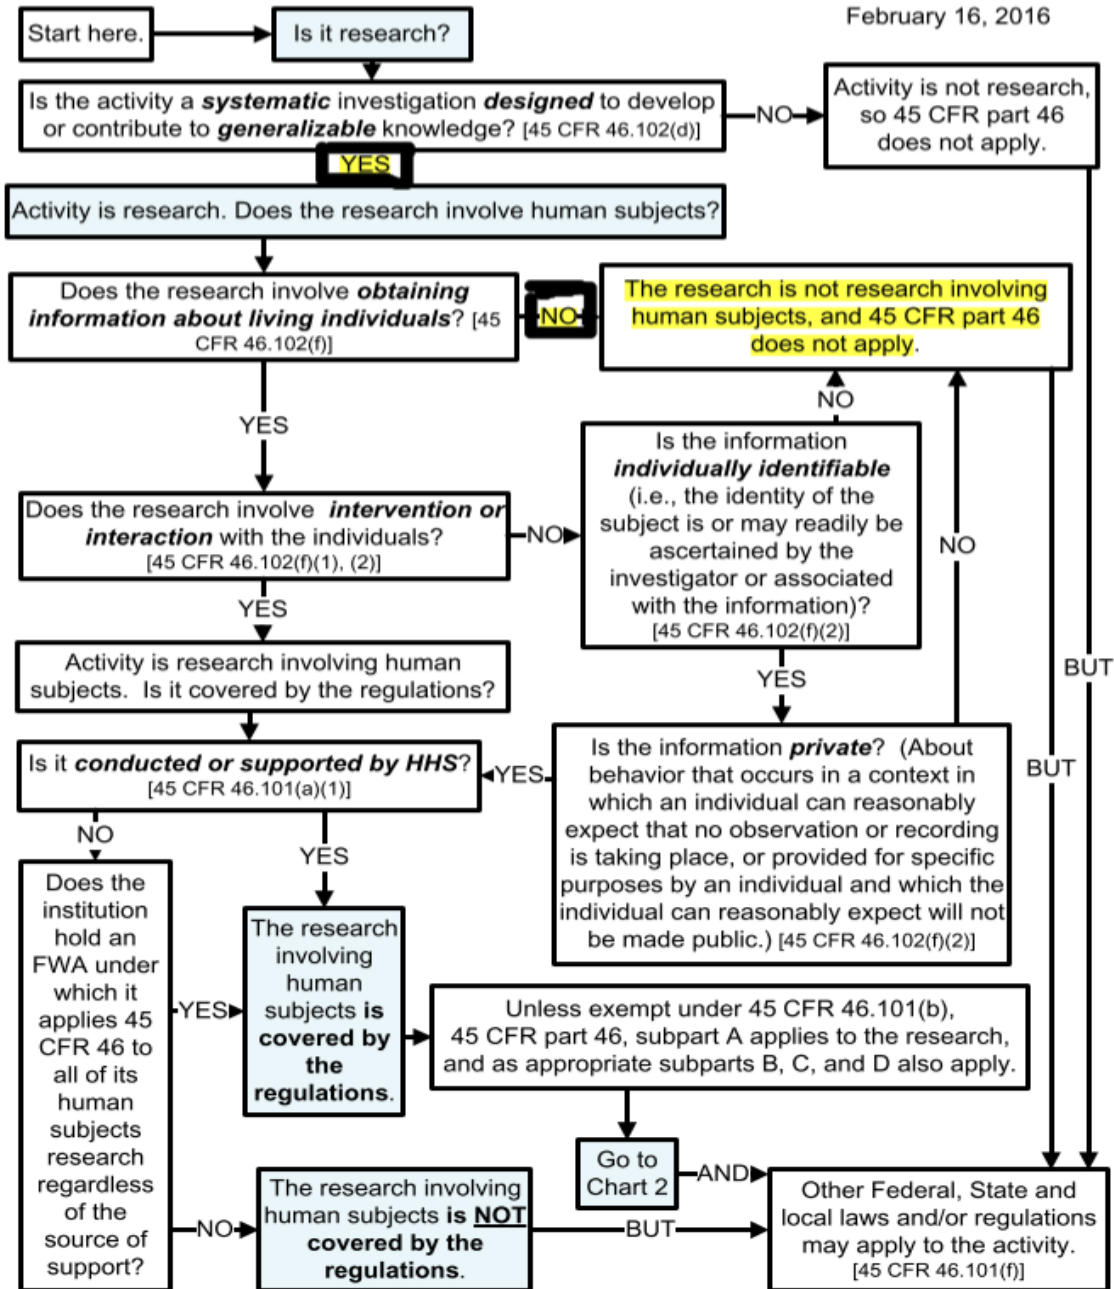 February 16, 2016
Start here.
Is it research?
Is the activity a systematic investigation designed to develop
or contribute to generalizable knowledge? [45 CFR 46.102(d)]
NO
Activity is not research,
so 45 CFR part 46
does not apply.
YES
Activity is research. Does the research involve human subjects?
Does the research involve obtaining
information about living individuals? [45
CFR 46.102(f)]
NO
The research is not research involving
human subjects, and 45 CFR part 46
does not apply.
YES
NO
Is the information
individually identifiable
(i.e., the identity of the
subject is or may readily be
ascertained by the
investigator or associated
with the information)?
[45 CFR 46.102(f)(2)]
NO
Does the research involve intervention or
interaction with the individuals?
[45 CFR 46.102(f)(1), (2)]
NO
YES
Activity is research involving human
subjects. Is it covered by the regulations?
YES
BUT
Is it conducted or supported by HHS?
[45 CFR 46.101(a)(1)]
YES
Is the information private? (About
behavior that occurs in a context in
which an individual can reasonably
expect that no observation or recording
is taking place, or provided for specific
purposes by an individual and which the
individual can reasonably expect will not
be made public.) [45 CFR 46.102(f)(2)]
BUT
NO
YES
Does the
institution
hold an
FWA under
which it
applies 45
CFR 46 to
all of its
human
subjects
research
regardless
of the
source of
support?
YES
The research
involving
human
subjects is
covered by
the
regulations.
Unless exempt under 45 CFR 46.101(b),
45 CFR part 46, subpart A applies to the research,
and as appropriate subparts B, C, and D also apply.
Go to
Chart 2
AND
NO
The research involving
human subjects is NOT
covered by the
regulations.
BUT
Other Federal, State and
local laws and/or regulations
may apply to the activity.
[45 CFR 46.101(f)]